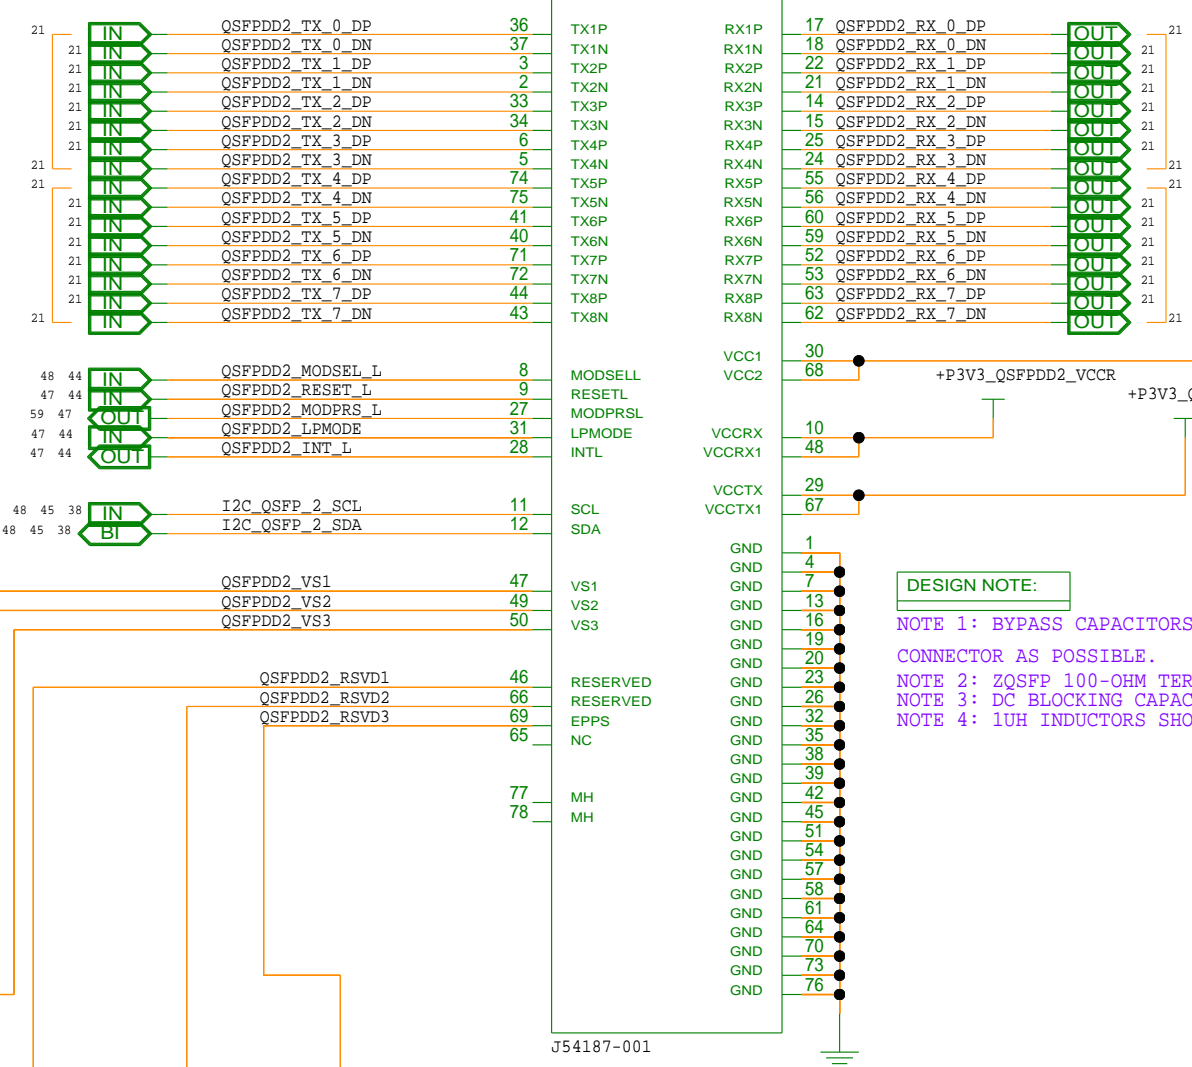 21 IN QSFPDD2_TX_0_DP 36 TX1P RX1P 17 QSFPDD2_RX_0_DP OUT 21
21 IN QSFPDD2_TX_0_DN 37 TX1N RX1N 18 QSFPDD2_RX_0_DN OUT 21
21 IN QSFPDD2_TX_1_DP 3 TX2P RX2P 22 QSFPDD2_RX_1_DP OUT 21
21 IN QSFPDD2_TX_1_DN 2 TX2N RX2N 21 QSFPDD2_RX_1_DN OUT 21
21 IN QSFPDD2_TX_2_DP 33 TX3P RX3P 14 QSFPDD2_RX_2_DP OUT 21
21 IN QSFPDD2_TX_2_DN 34 TX3N RX3N 15 QSFPDD2_RX_2_DN OUT 21
21 IN QSFPDD2_TX_3_DP 6 TX4P RX4P 25 QSFPDD2_RX_3_DP OUT 21
21 IN QSFPDD2_TX_3_DN 5 TX4N RX4N 24 QSFPDD2_RX_3_DN OUT 21
21 IN QSFPDD2_TX_4_DP 74 TX5P RX5P 55 QSFPDD2_RX_4_DP OUT 21
21 IN QSFPDD2_TX_4_DN 75 TX5N RX5N 56 QSFPDD2_RX_4_DN OUT 21
21 IN QSFPDD2_TX_5_DP 41 TX6P RX6P 60 QSFPDD2_RX_5_DP OUT 21
21 IN QSFPDD2_TX_5_DN 40 TX6N RX6N 59 QSFPDD2_RX_5_DN OUT 21
21 IN QSFPDD2_TX_6_DP 71 TX7P RX7P 52 QSFPDD2_RX_6_DP OUT 21
21 IN QSFPDD2_TX_6_DN 72 TX7N RX7N 53 QSFPDD2_RX_6_DN OUT 21
21 IN QSFPDD2_TX_7_DP 44 TX8P RX8P 63 QSFPDD2_RX_7_DP OUT 21
21 IN QSFPDD2_TX_7_DN 43 TX8N RX8N 62 QSFPDD2_RX_7_DN OUT 21
VCC1 30
48 44 IN QSFPDD2_MODSEL_L 8 MODSELL VCC2 68 +P3V3_QSFPDD2_VCCR
47 44 IN QSFPDD2_RESET_L 9 RESETL +P3V3_Q
59 47 OUT QSFPDD2_MODPRS_L 27 MODPRSL
47 44 IN QSFPDD2_LPMODE 31 LPMODE VCCRX 10
47 44 OUT QSFPDD2_INT_L 28 INTL VCCRX1 48
VCCTX 29
48 45 38 IN I2C_QSFP_2_SCL 11 SCL VCCTX1 67
48 45 38 BI I2C_QSFP_2_SDA 12 SDA
GND 1
GND 4
QSFPDD2_VS1 47 VS1 GND 7 DESIGN NOTE:
QSFPDD2_VS2 49 VS2 GND 13
QSFPDD2_VS3 50 VS3 GND 16 NOTE 1: BYPASS CAPACITORS
GND 19
GND 20 CONNECTOR AS POSSIBLE.
QSFPDD2_RSVD1 46 RESERVED GND 23 NOTE 2: ZQSFP 100-OHM TER
QSFPDD2_RSVD2 66 RESERVED GND 26 NOTE 3: DC BLOCKING CAPAC
QSFPDD2_RSVD3 69 EPPS GND 32 NOTE 4: 1UH INDUCTORS SHO
65 NC GND 35
GND 38
GND 39
77 MH GND 42
78 MH GND 45
GND 51
GND 54
GND 57
GND 58
GND 61
GND 64
GND 70
GND 73
GND 76
J54187-001